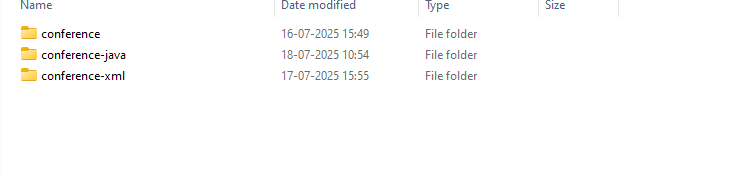 Name Date modified Type Size
conference 16-07-2025 15:49 File folder
conference-java 18-07-2025 10:54 File folder
conference-xml 17-07-2025 15:55 File folder